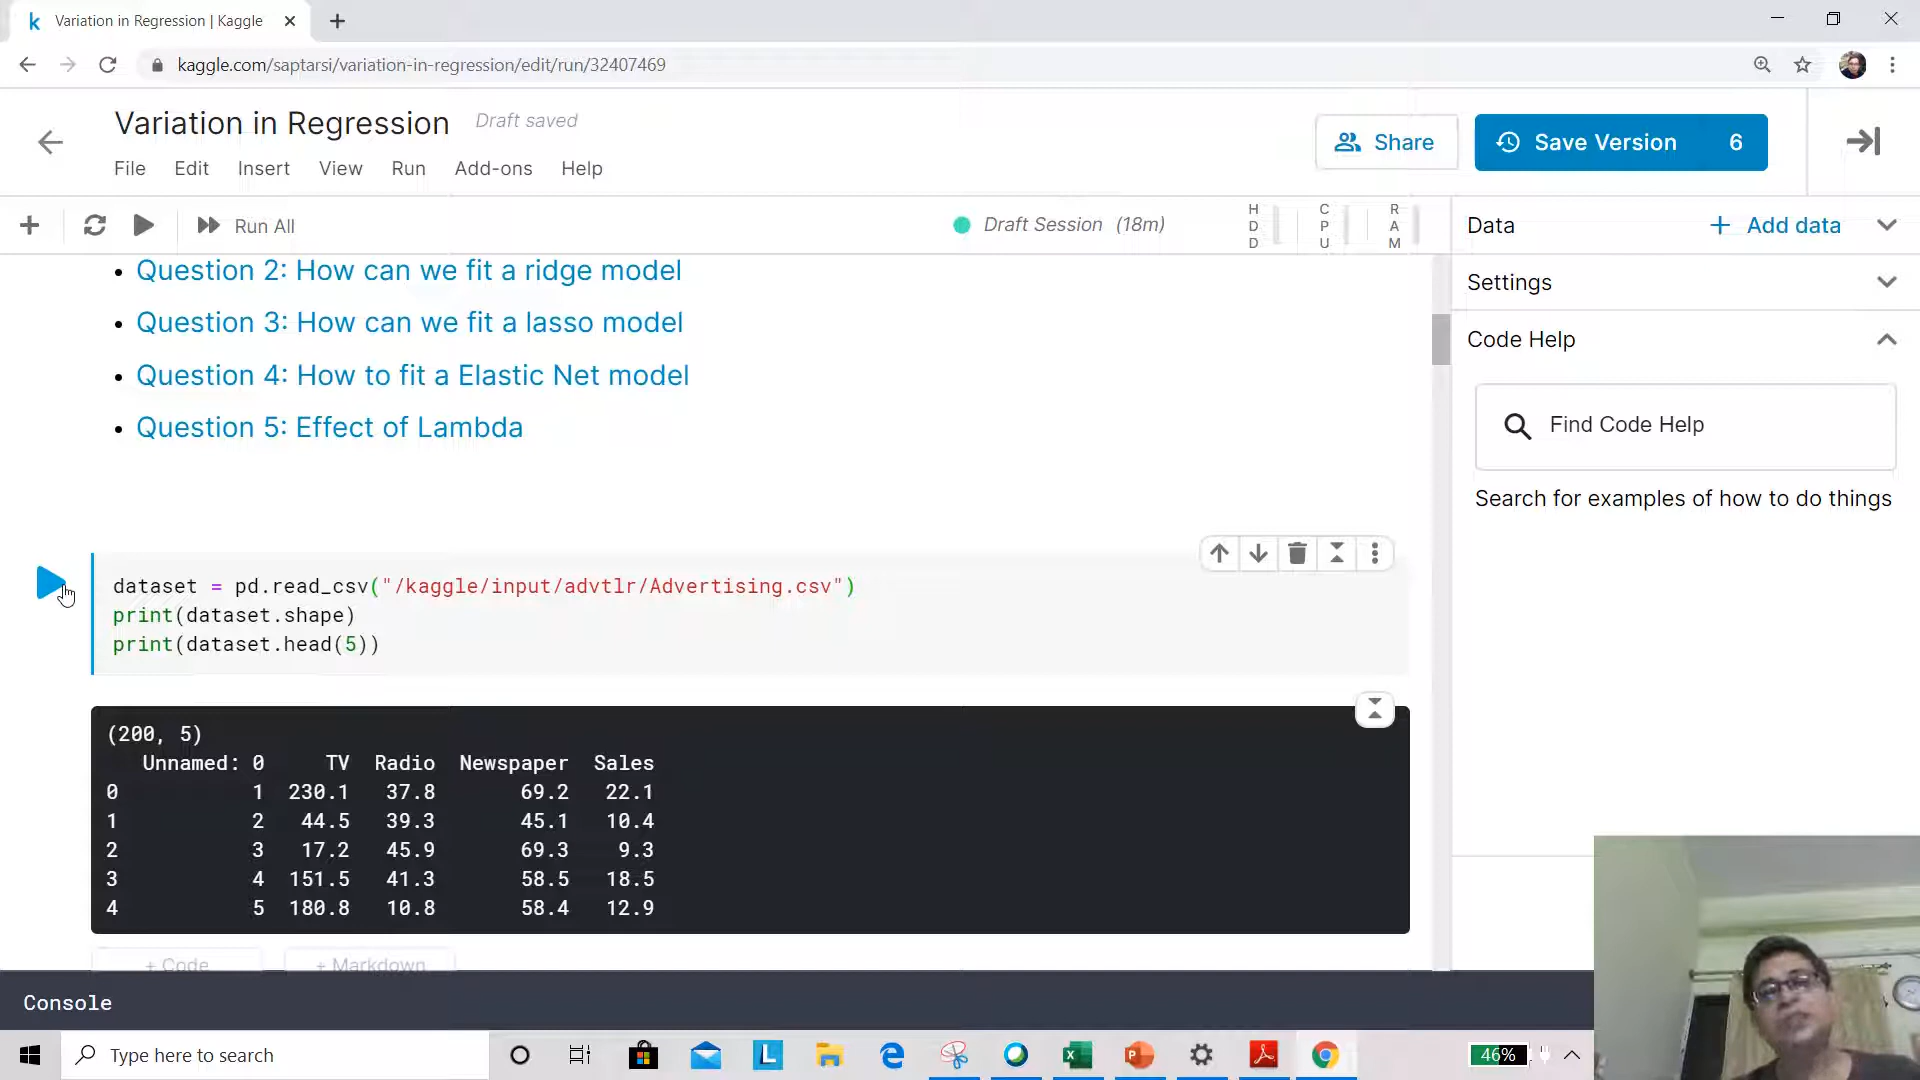 Variation in Regression | Kaggle
kaggle.com/saptarsi/variation-in-regression/edit/run/32407469
Variation in Regression Draft saved
File Edit Insert View Run Add-ons Help
Share
Save Version 6
Run All
Draft Session (18m)
HDD CPU RAM
Data
Add data
Question 2: How can we fit a ridge model
Settings
Question 3: How can we fit a lasso model
Code Help
Question 4: How to fit a Elastic Net model
Find Code Help
Question 5: Effect of Lambda
Search for examples of how to do things
dataset = pd.read_csv("/kaggle/input/advtlr/Advertising.csv")
print(dataset.shape)
print(dataset.head(5))
(200, 5)
Unnamed: 0 TV Radio Newspaper Sales
0 1 230.1 37.8 69.2 22.1
1 2 44.5 39.3 45.1 10.4
2 3 17.2 45.9 69.3 9.3
3 4 151.5 41.3 58.5 18.5
4 5 180.8 10.8 58.4 12.9
+ Code + Markdown
Console
Type here to search
46%